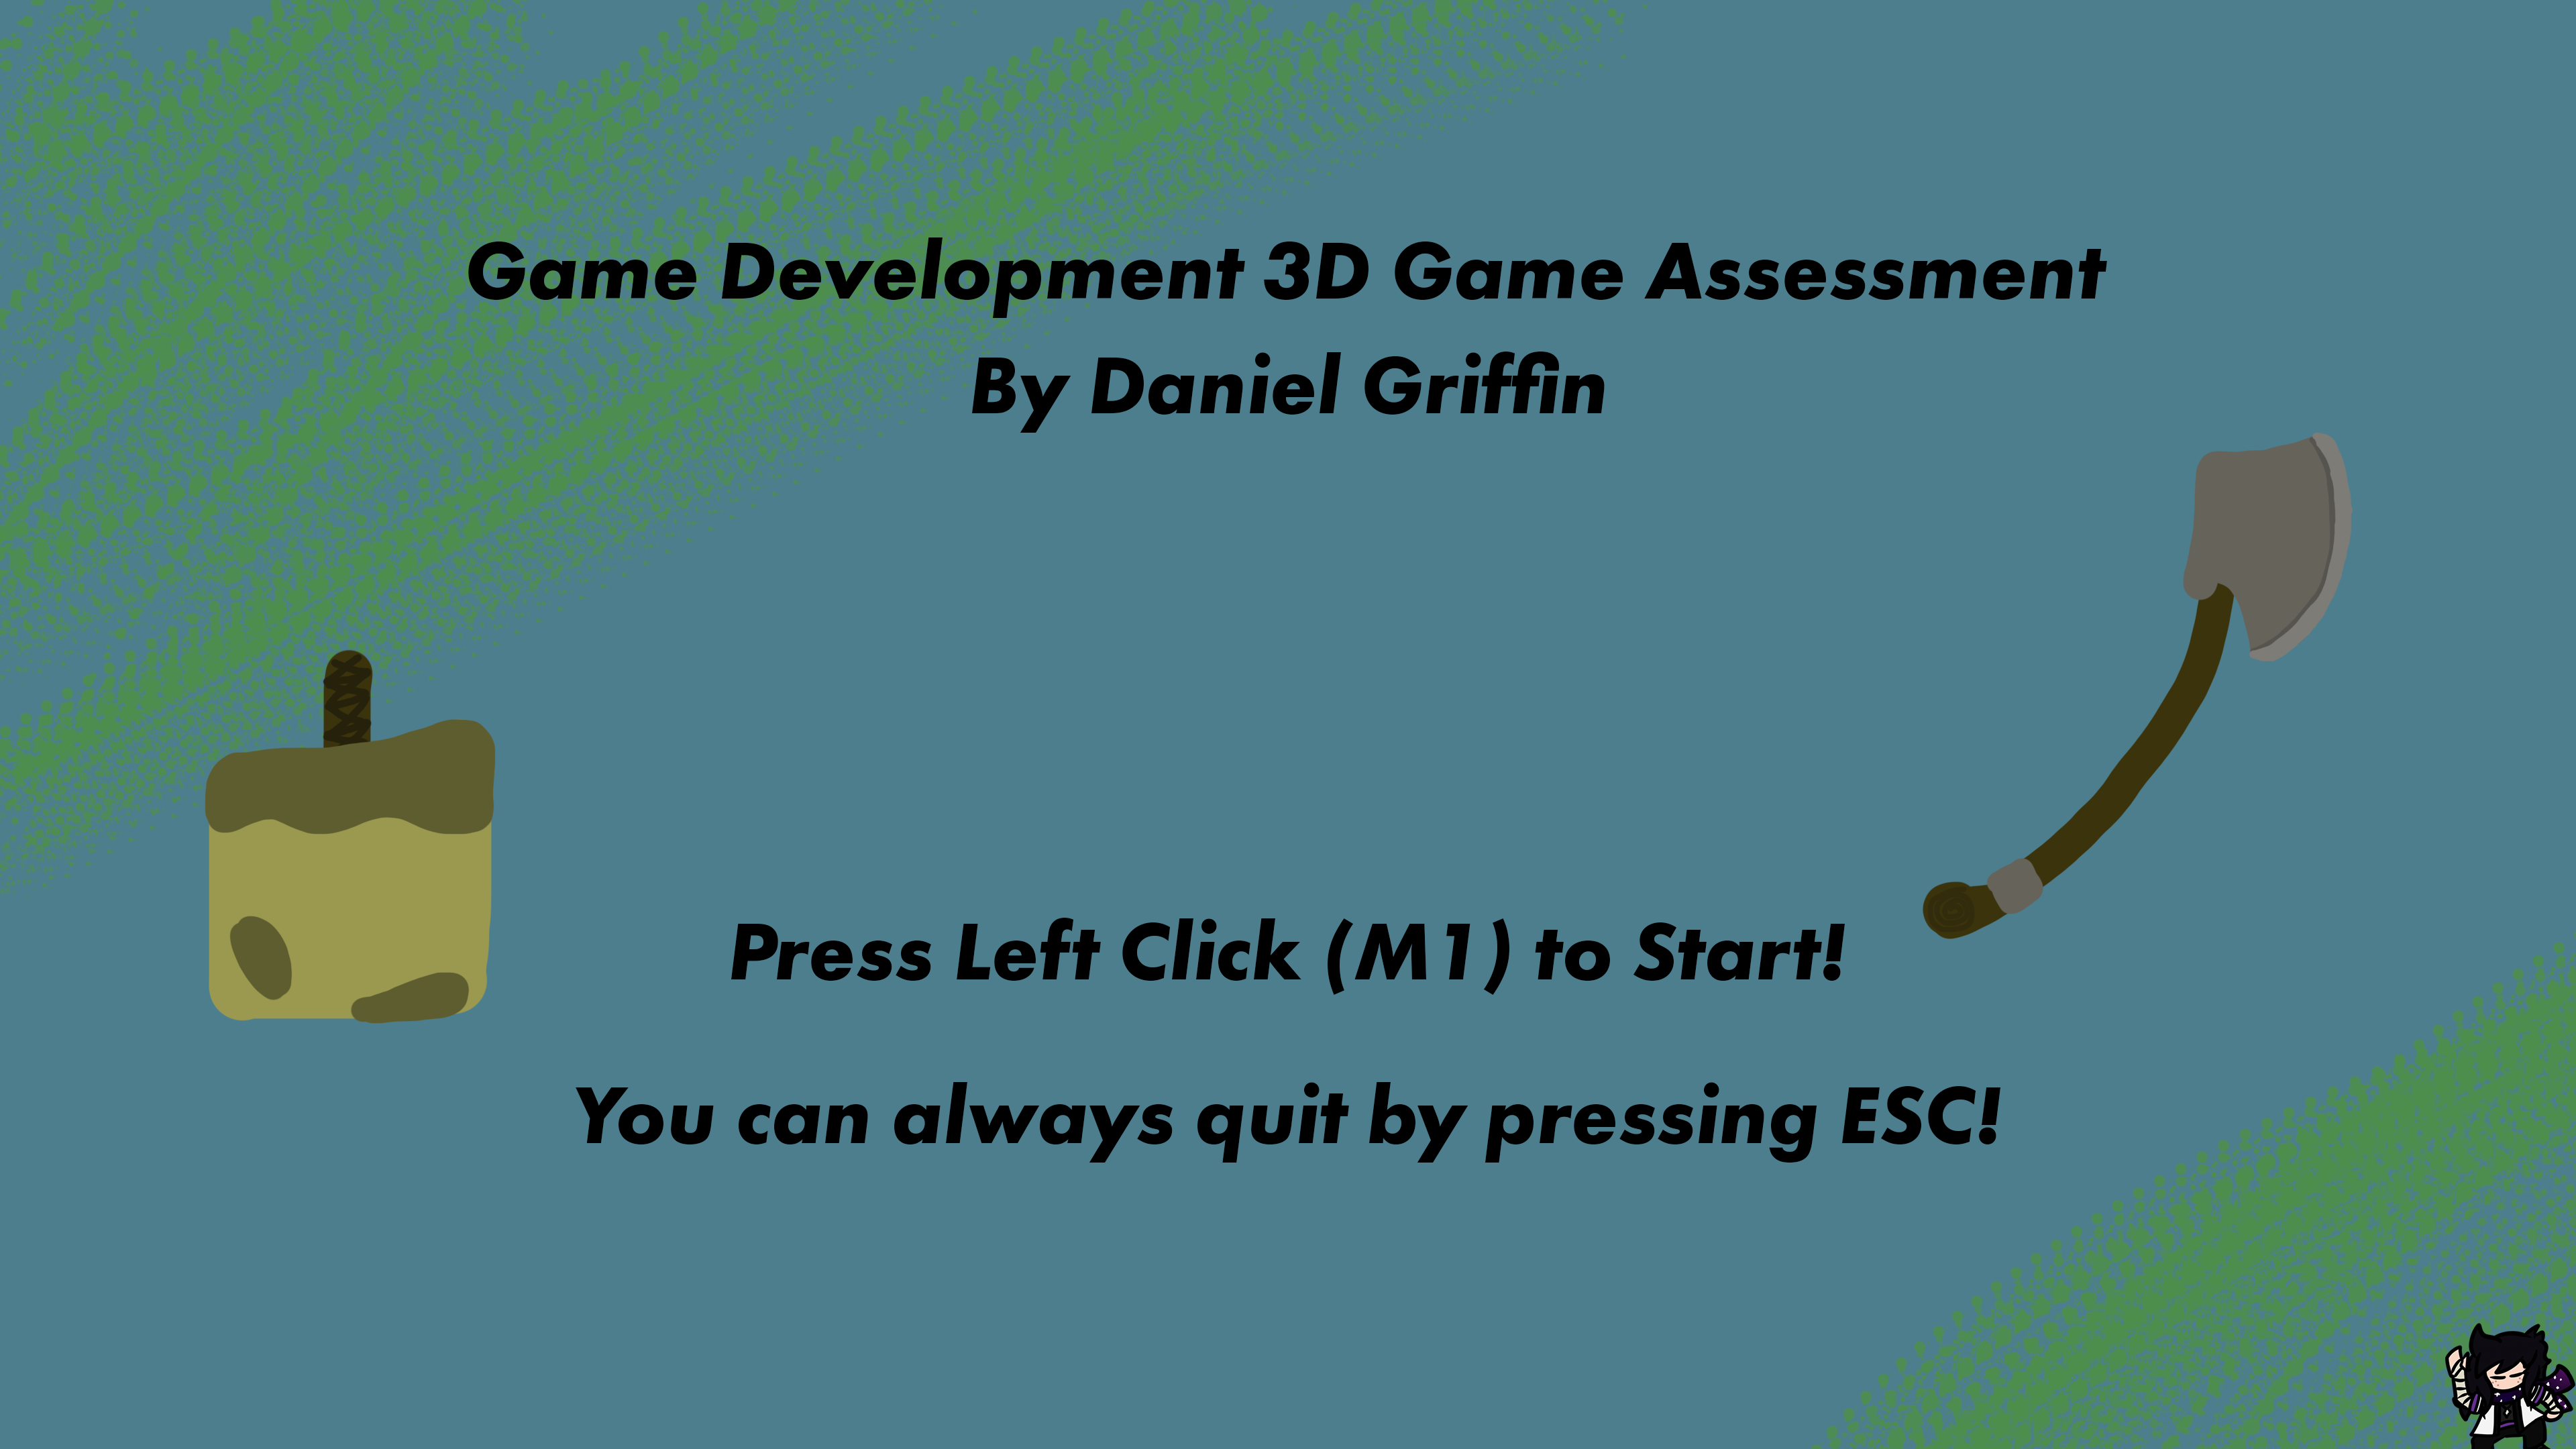 Game Development 3D Game Assessment
By Daniel Griffin
Press Left Click (M1) to Start!
You can always quit by pressing ESC!